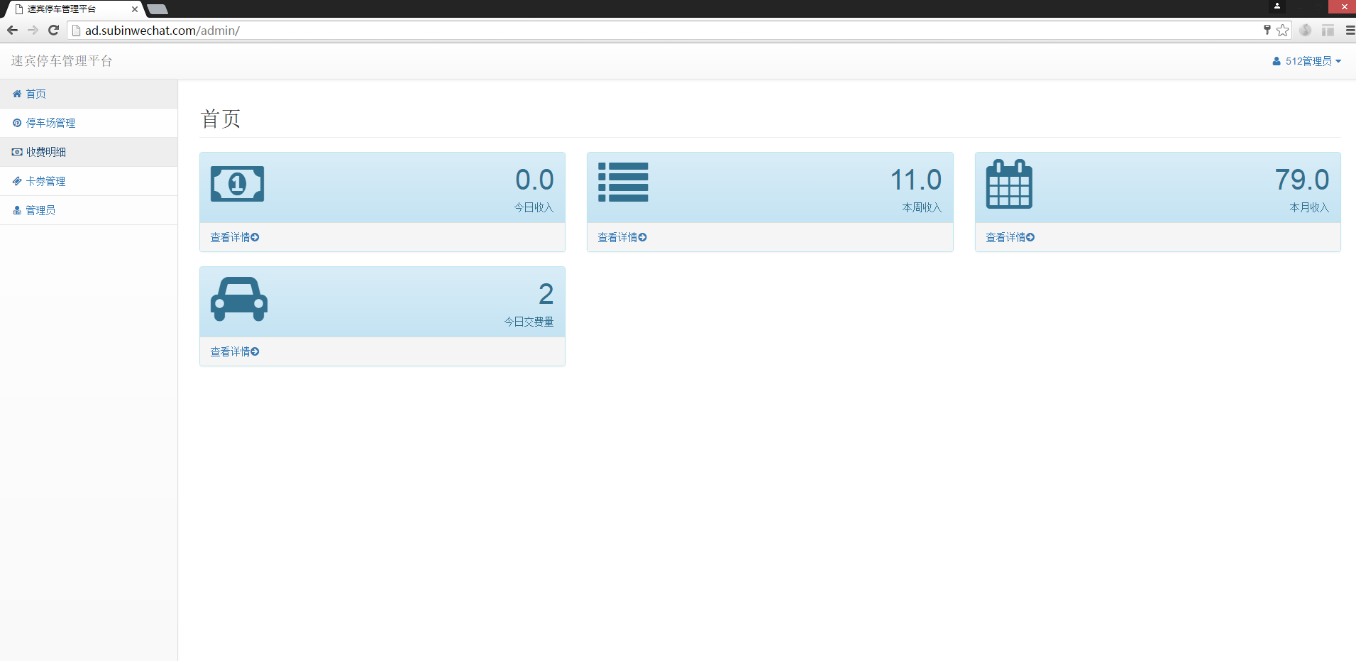 速宾停车管理平台
ad.subinwechat.com/admin/
速宾停车管理平台
512管理员
首页
停车场管理
收费明细
卡券管理
管理员
首页
1
0.0
今日收入
查看详情
11.0
本周收入
查看详情
79.0
本月收入
查看详情
2
今日交费量
查看详情